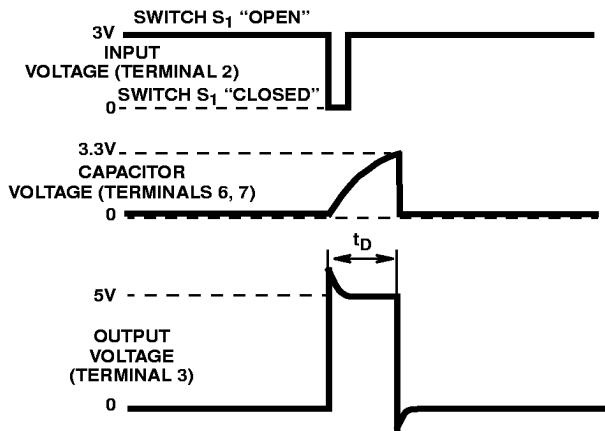 SWITCH S1 “OPEN”
3V
INPUT
VOLTAGE (TERMINAL 2)
SWITCH S1 “CLOSED”
0
3.3V
CAPACITOR
VOLTAGE (TERMINALS 6, 7)
0
tD
5V
OUTPUT
VOLTAGE
(TERMINAL 3)
0